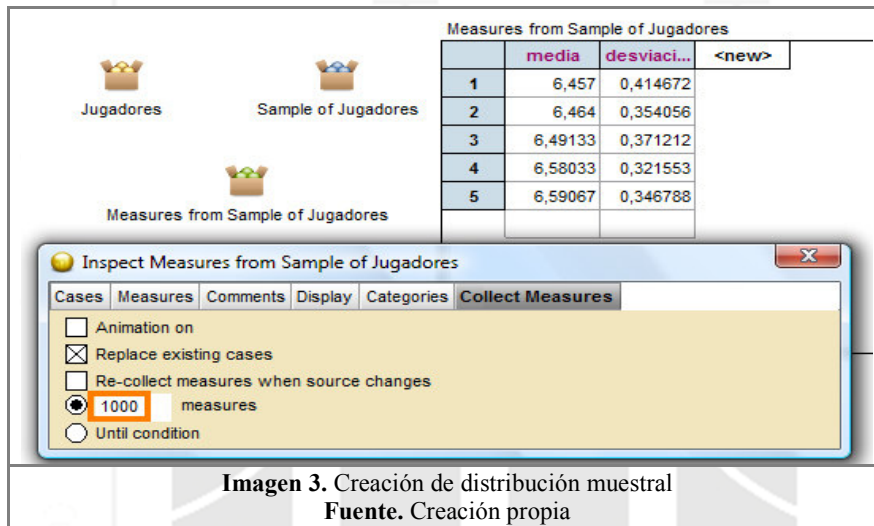 Measures from Sample of Jugadores
media desviaci... <new>
1 6,457 0,414672
2 6,464 0,354056
3 6,49133 0,371212
4 6,58033 0,321553
5 6,59067 0,346788
Jugadores
Sample of Jugadores
Measures from Sample of Jugadores
Inspect Measures from Sample of Jugadores
Cases Measures Comments Display Categories Collect Measures
Animation on
Replace existing cases
Re-collect measures when source changes
1000 measures
Until condition
Imagen 3. Creación de distribución muestral
Fuente. Creación propia